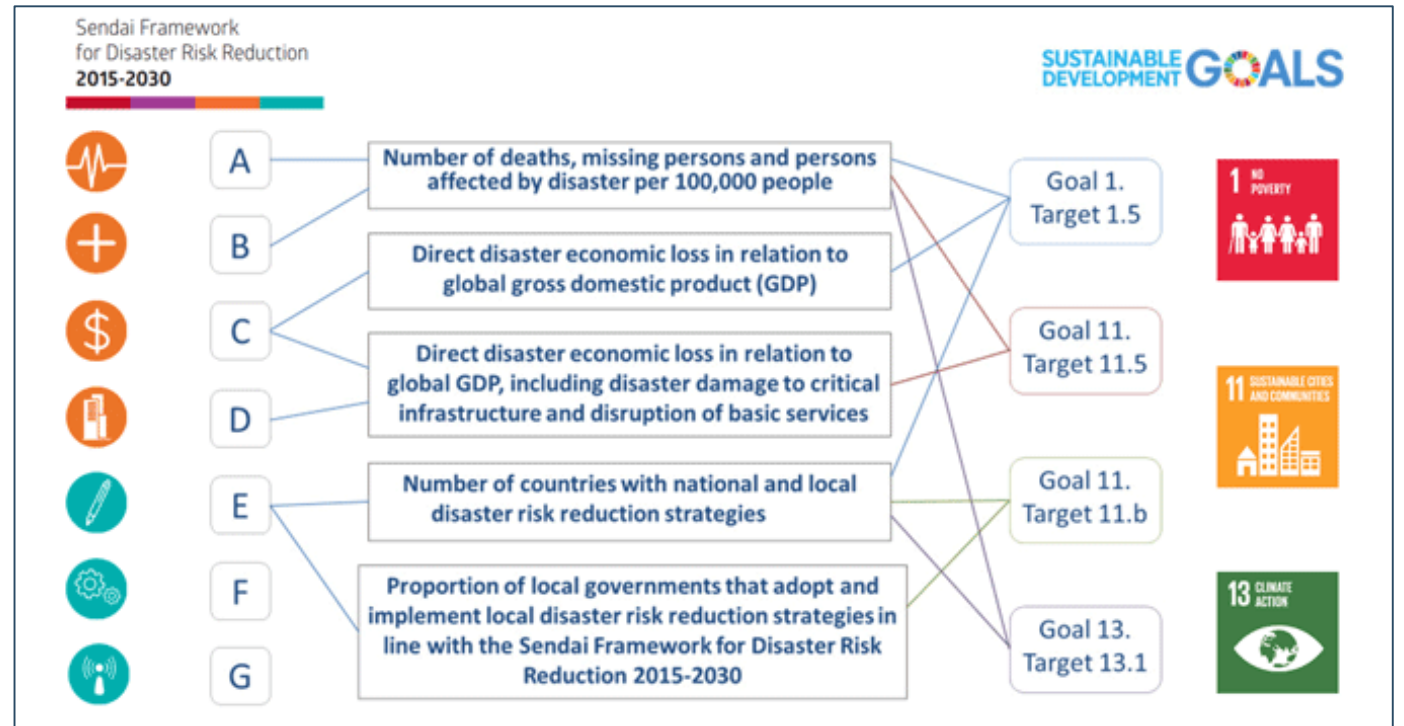 Sendai Framework
for Disaster Risk Reduction
2015-2030
SUSTAINABLE
DEVELOPMENT GOALS
A
B
C
D
E
F
G
Number of deaths, missing persons and persons
affected by disaster per 100,000 people
Direct disaster economic loss in relation to
global gross domestic product (GDP)
Direct disaster economic loss in relation to
global GDP, including disaster damage to critical
infrastructure and disruption of basic services
Number of countries with national and local
disaster risk reduction strategies
Proportion of local governments that adopt and
implement local disaster risk reduction strategies in
line with the Sendai Framework for Disaster Risk
Reduction 2015-2030
Goal 1.
Target 1.5
Goal 11.
Target 11.5
Goal 11.
Target 11.b
Goal 13.
Target 13.1
1 NO
POVERTY
11 SUSTAINABLE CITIES
AND COMMUNITIES
13 CLIMATE
ACTION
$